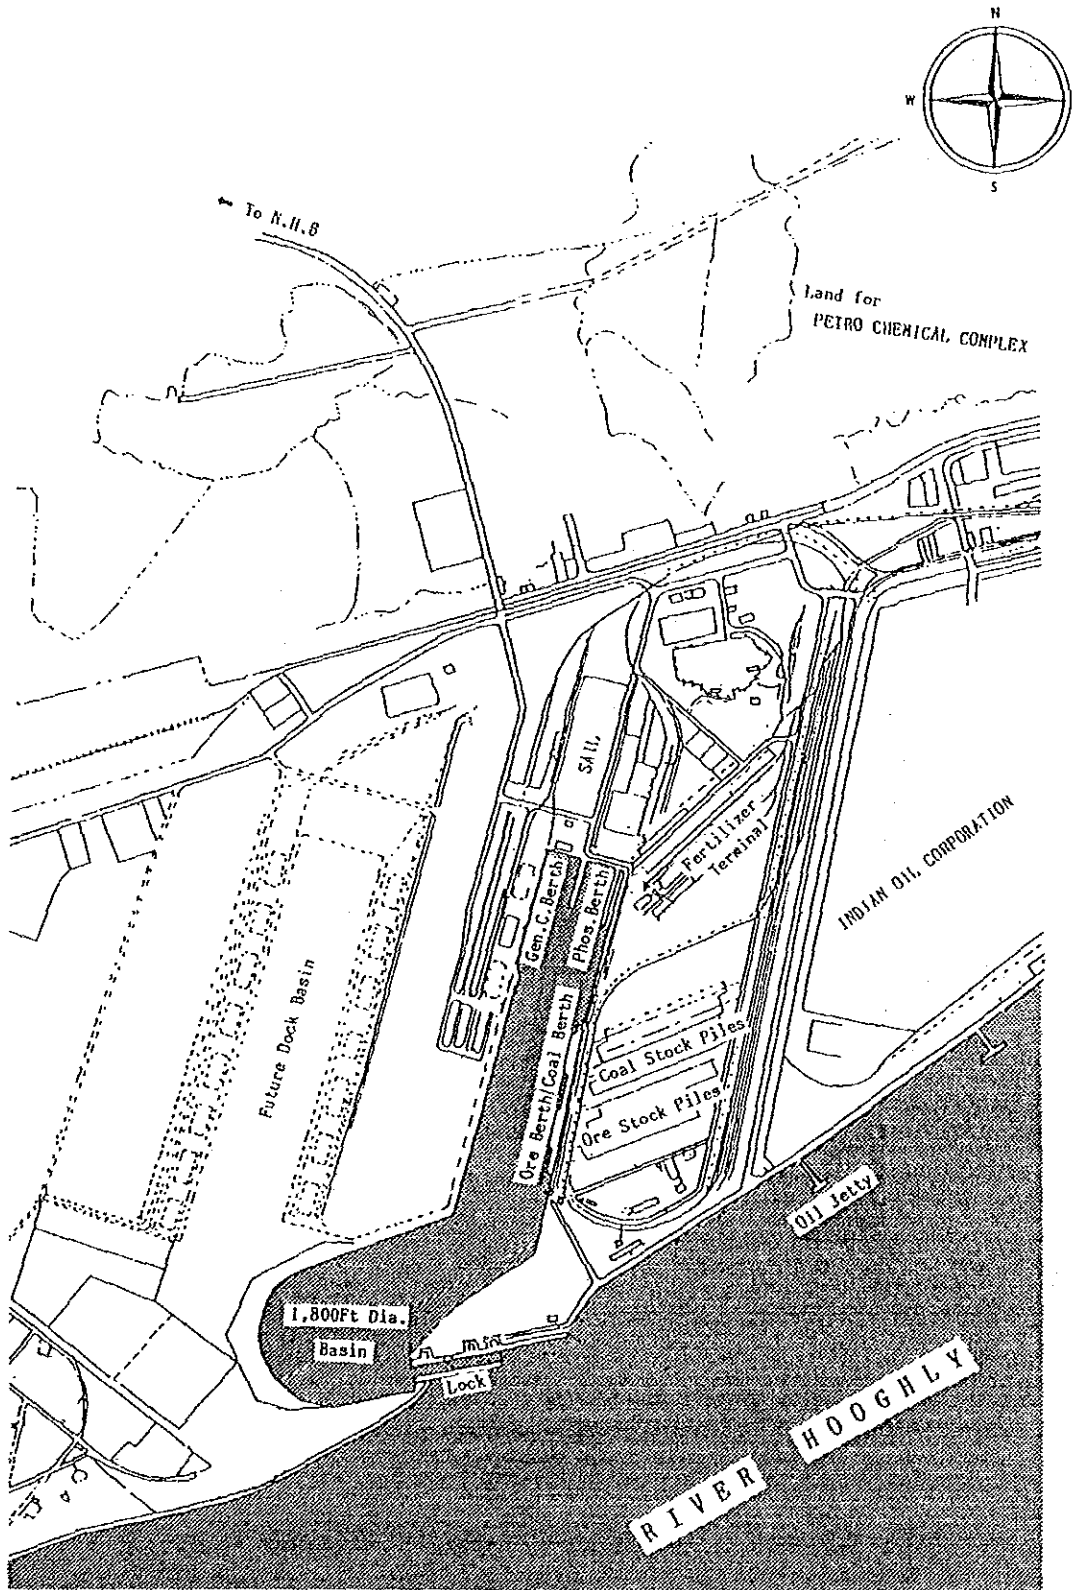 N
W
S
To N.H.6
Land for
PETRO CHEMICAL COMPLEX
SAIL
Fertilizer
Terminal
INDIAN OIL CORPORATION
Gen.C.Berth
Phos.Berth
Future Dock Basin
Ore Berth/Coal Berth
Coal Stock Piles
Ore Stock Piles
Oil Jetty
1,800Ft Dia.
Basin
Lock
RIVER HOOGHLY